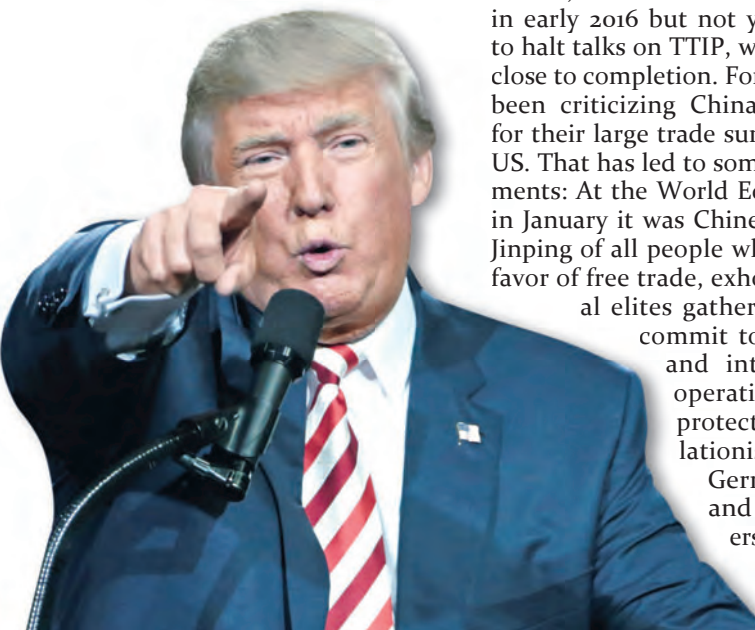 in early 2016 but not y
to halt talks on TTIP, w
close to completion. For
been criticizing China
for their large trade sur
US. That has led to som
ments: At the World Ec
in January it was Chine
Jinping of all people wh
favor of free trade, exho
al elites gather
commit to
and int
operati
protect
lationi
Germ
and
ers